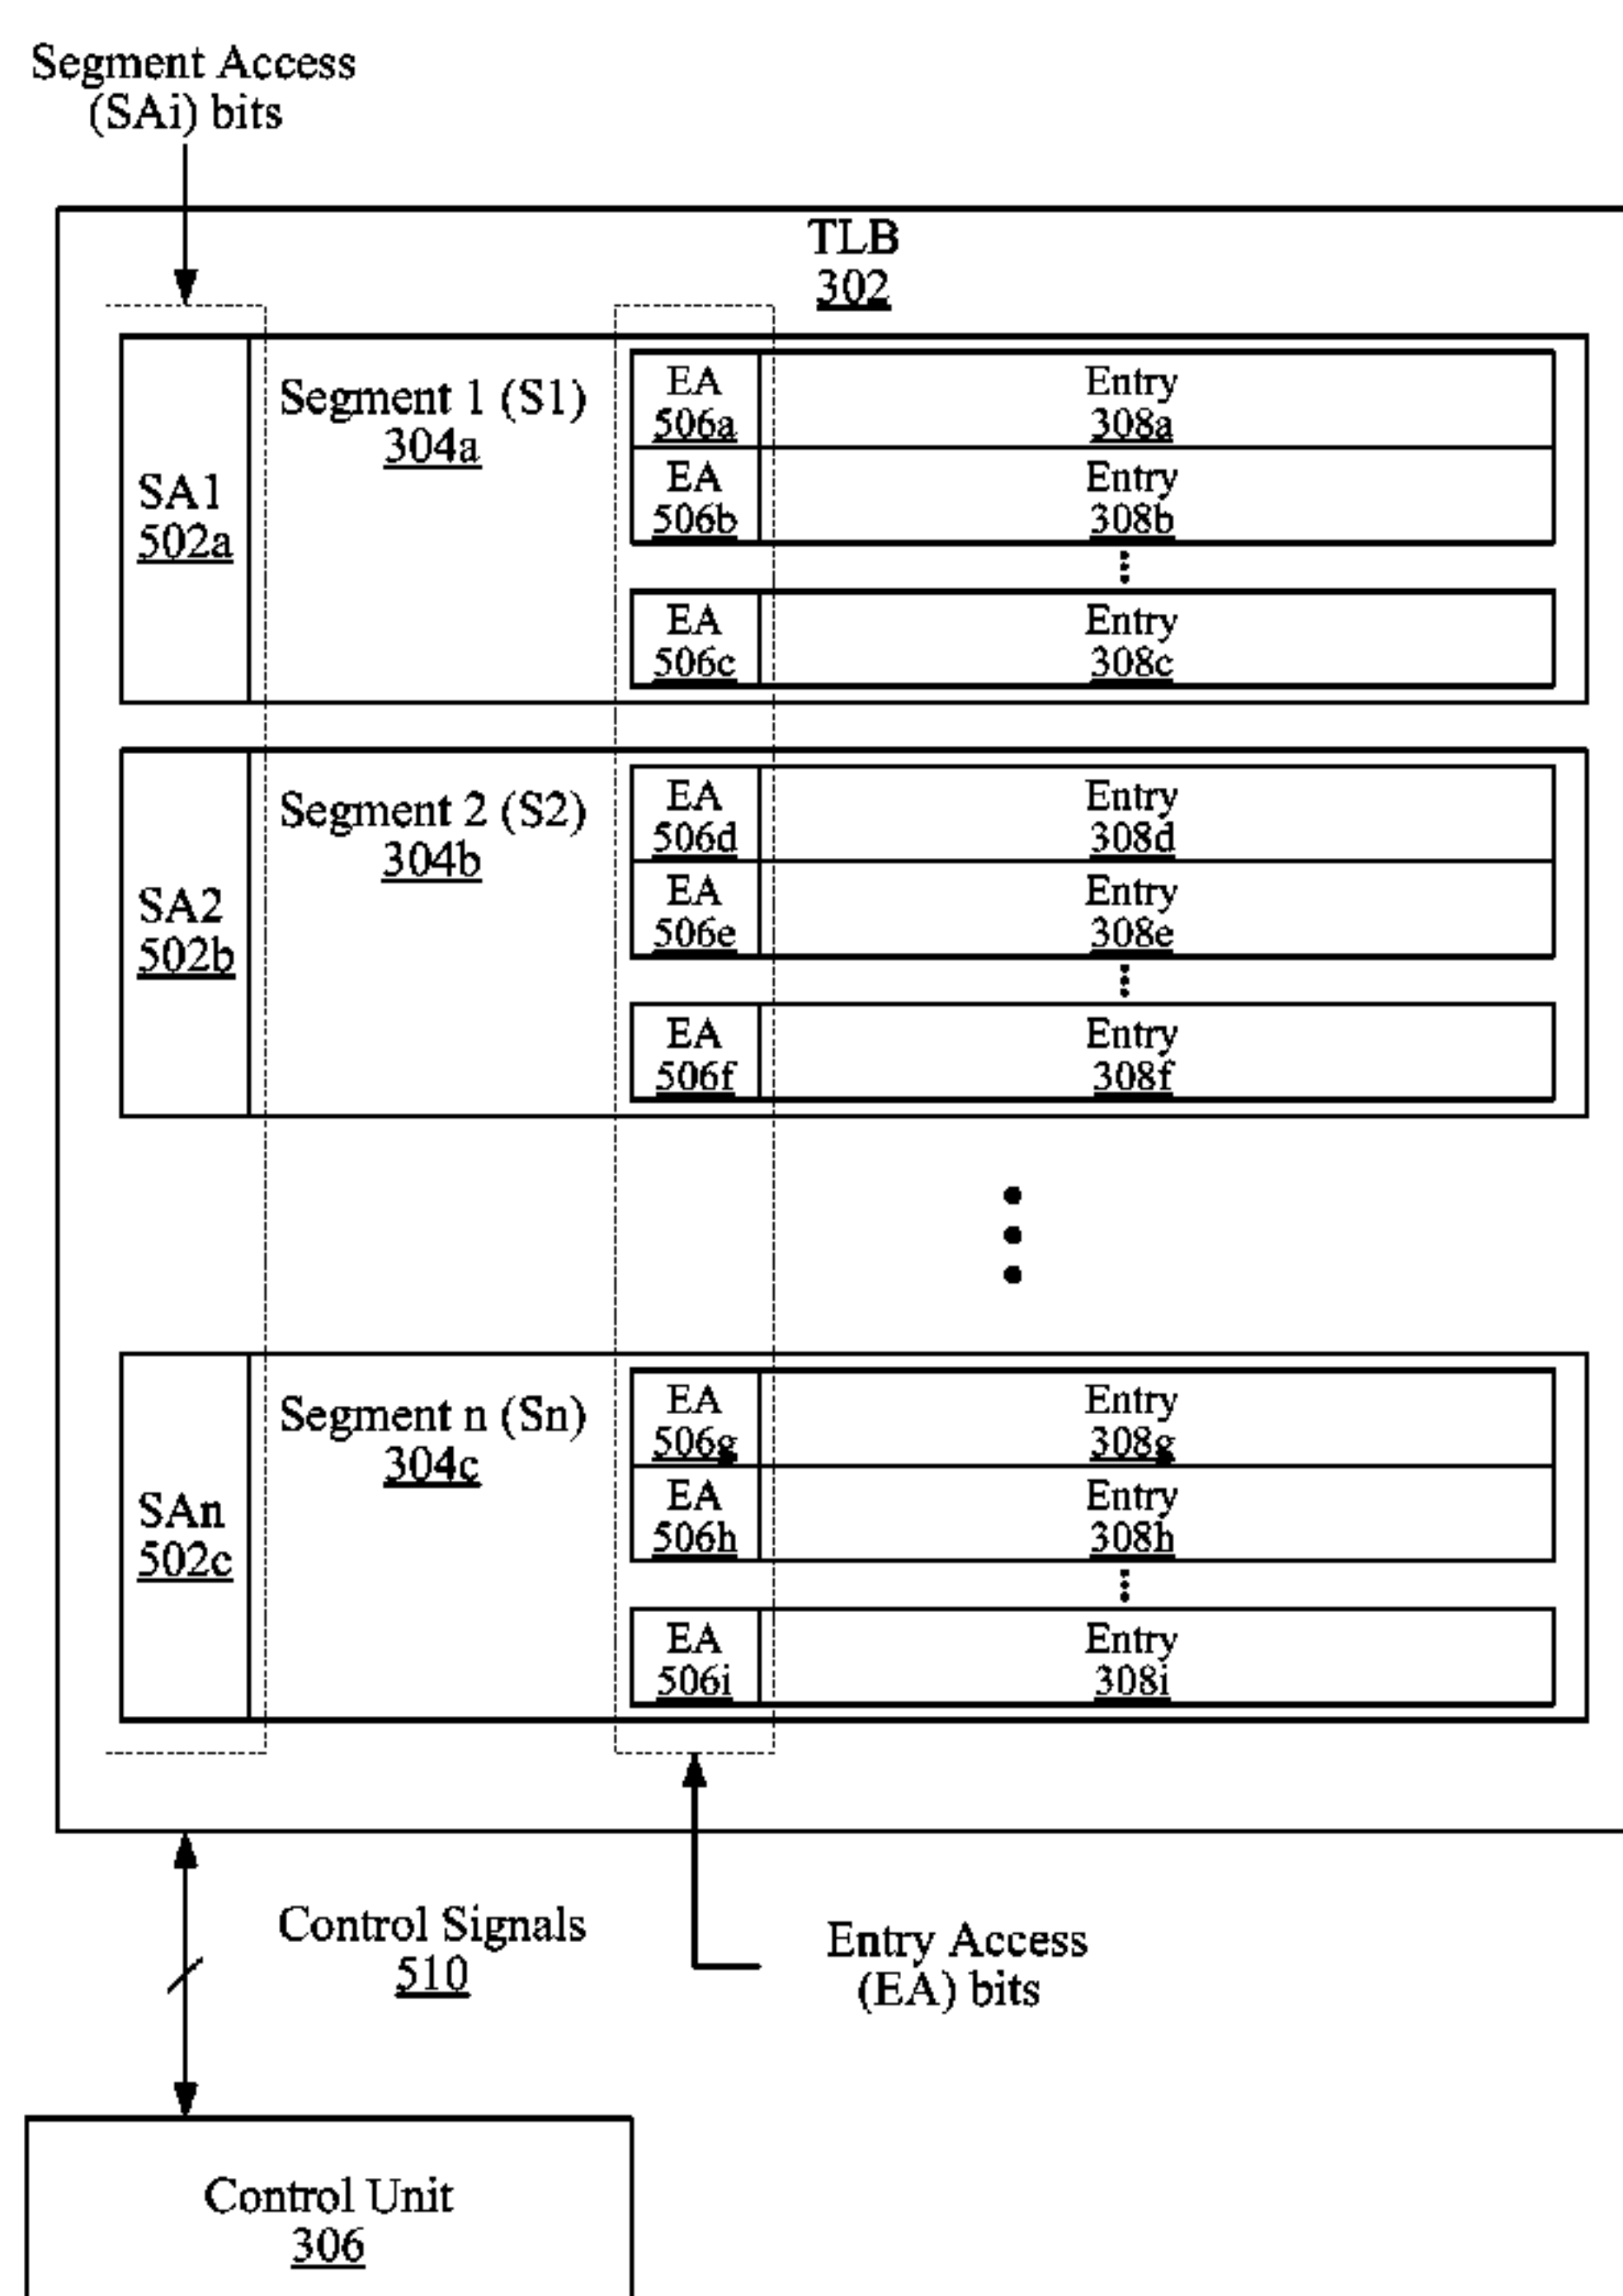 Segment Access
(SAi) bits
TLB
302
SA1
502a
Segment 1 (S1)
304a
EA
506a
Entry
308a
EA
506b
Entry
308b
EA
506c
Entry
308c
SA2
502b
Segment 2 (S2)
304b
EA
506d
Entry
308d
EA
506e
Entry
308e
EA
506f
Entry
308f
SAn
502c
Segment n (Sn)
304c
EA
506g
Entry
308g
EA
506h
Entry
308h
EA
506i
Entry
308i
Control Signals
510
Entry Access
(EA) bits
Control Unit
306